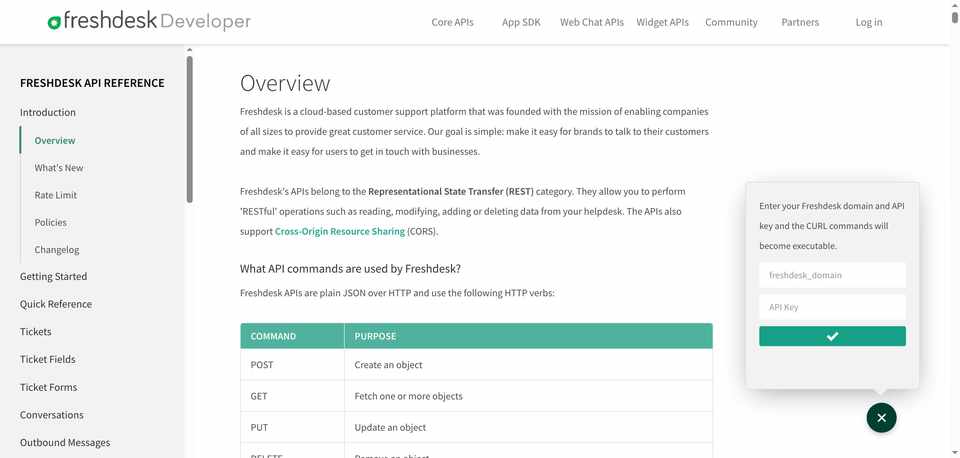 freshdesk Developer
Core APIs
App SDK
Web Chat APIs
Widget APIs
Community
Partners
Log in
FRESHDESK API REFERENCE
Introduction
Overview
What's New
Rate Limit
Policies
Changelog
Getting Started
Quick Reference
Tickets
Ticket Fields
Ticket Forms
Conversations
Outbound Messages
Overview
Freshdesk is a cloud-based customer support platform that was founded with the mission of enabling companies
of all sizes to provide great customer service. Our goal is simple: make it easy for brands to talk to their customers
and make it easy for users to get in touch with businesses.
Freshdesk's APIs belong to the Representational State Transfer (REST) category. They allow you to perform
'RESTful' operations such as reading, modifying, adding or deleting data from your helpdesk. The APIs also
support Cross-Origin Resource Sharing (CORS).
What API commands are used by Freshdesk?
Freshdesk APIs are plain JSON over HTTP and use the following HTTP verbs:
COMMAND PURPOSE
POST Create an object
GET Fetch one or more objects
PUT Update an object
DELETE Remove an object
Enter your Freshdesk domain and API
key and the CURL commands will
become executable.
freshdesk_domain
API Key